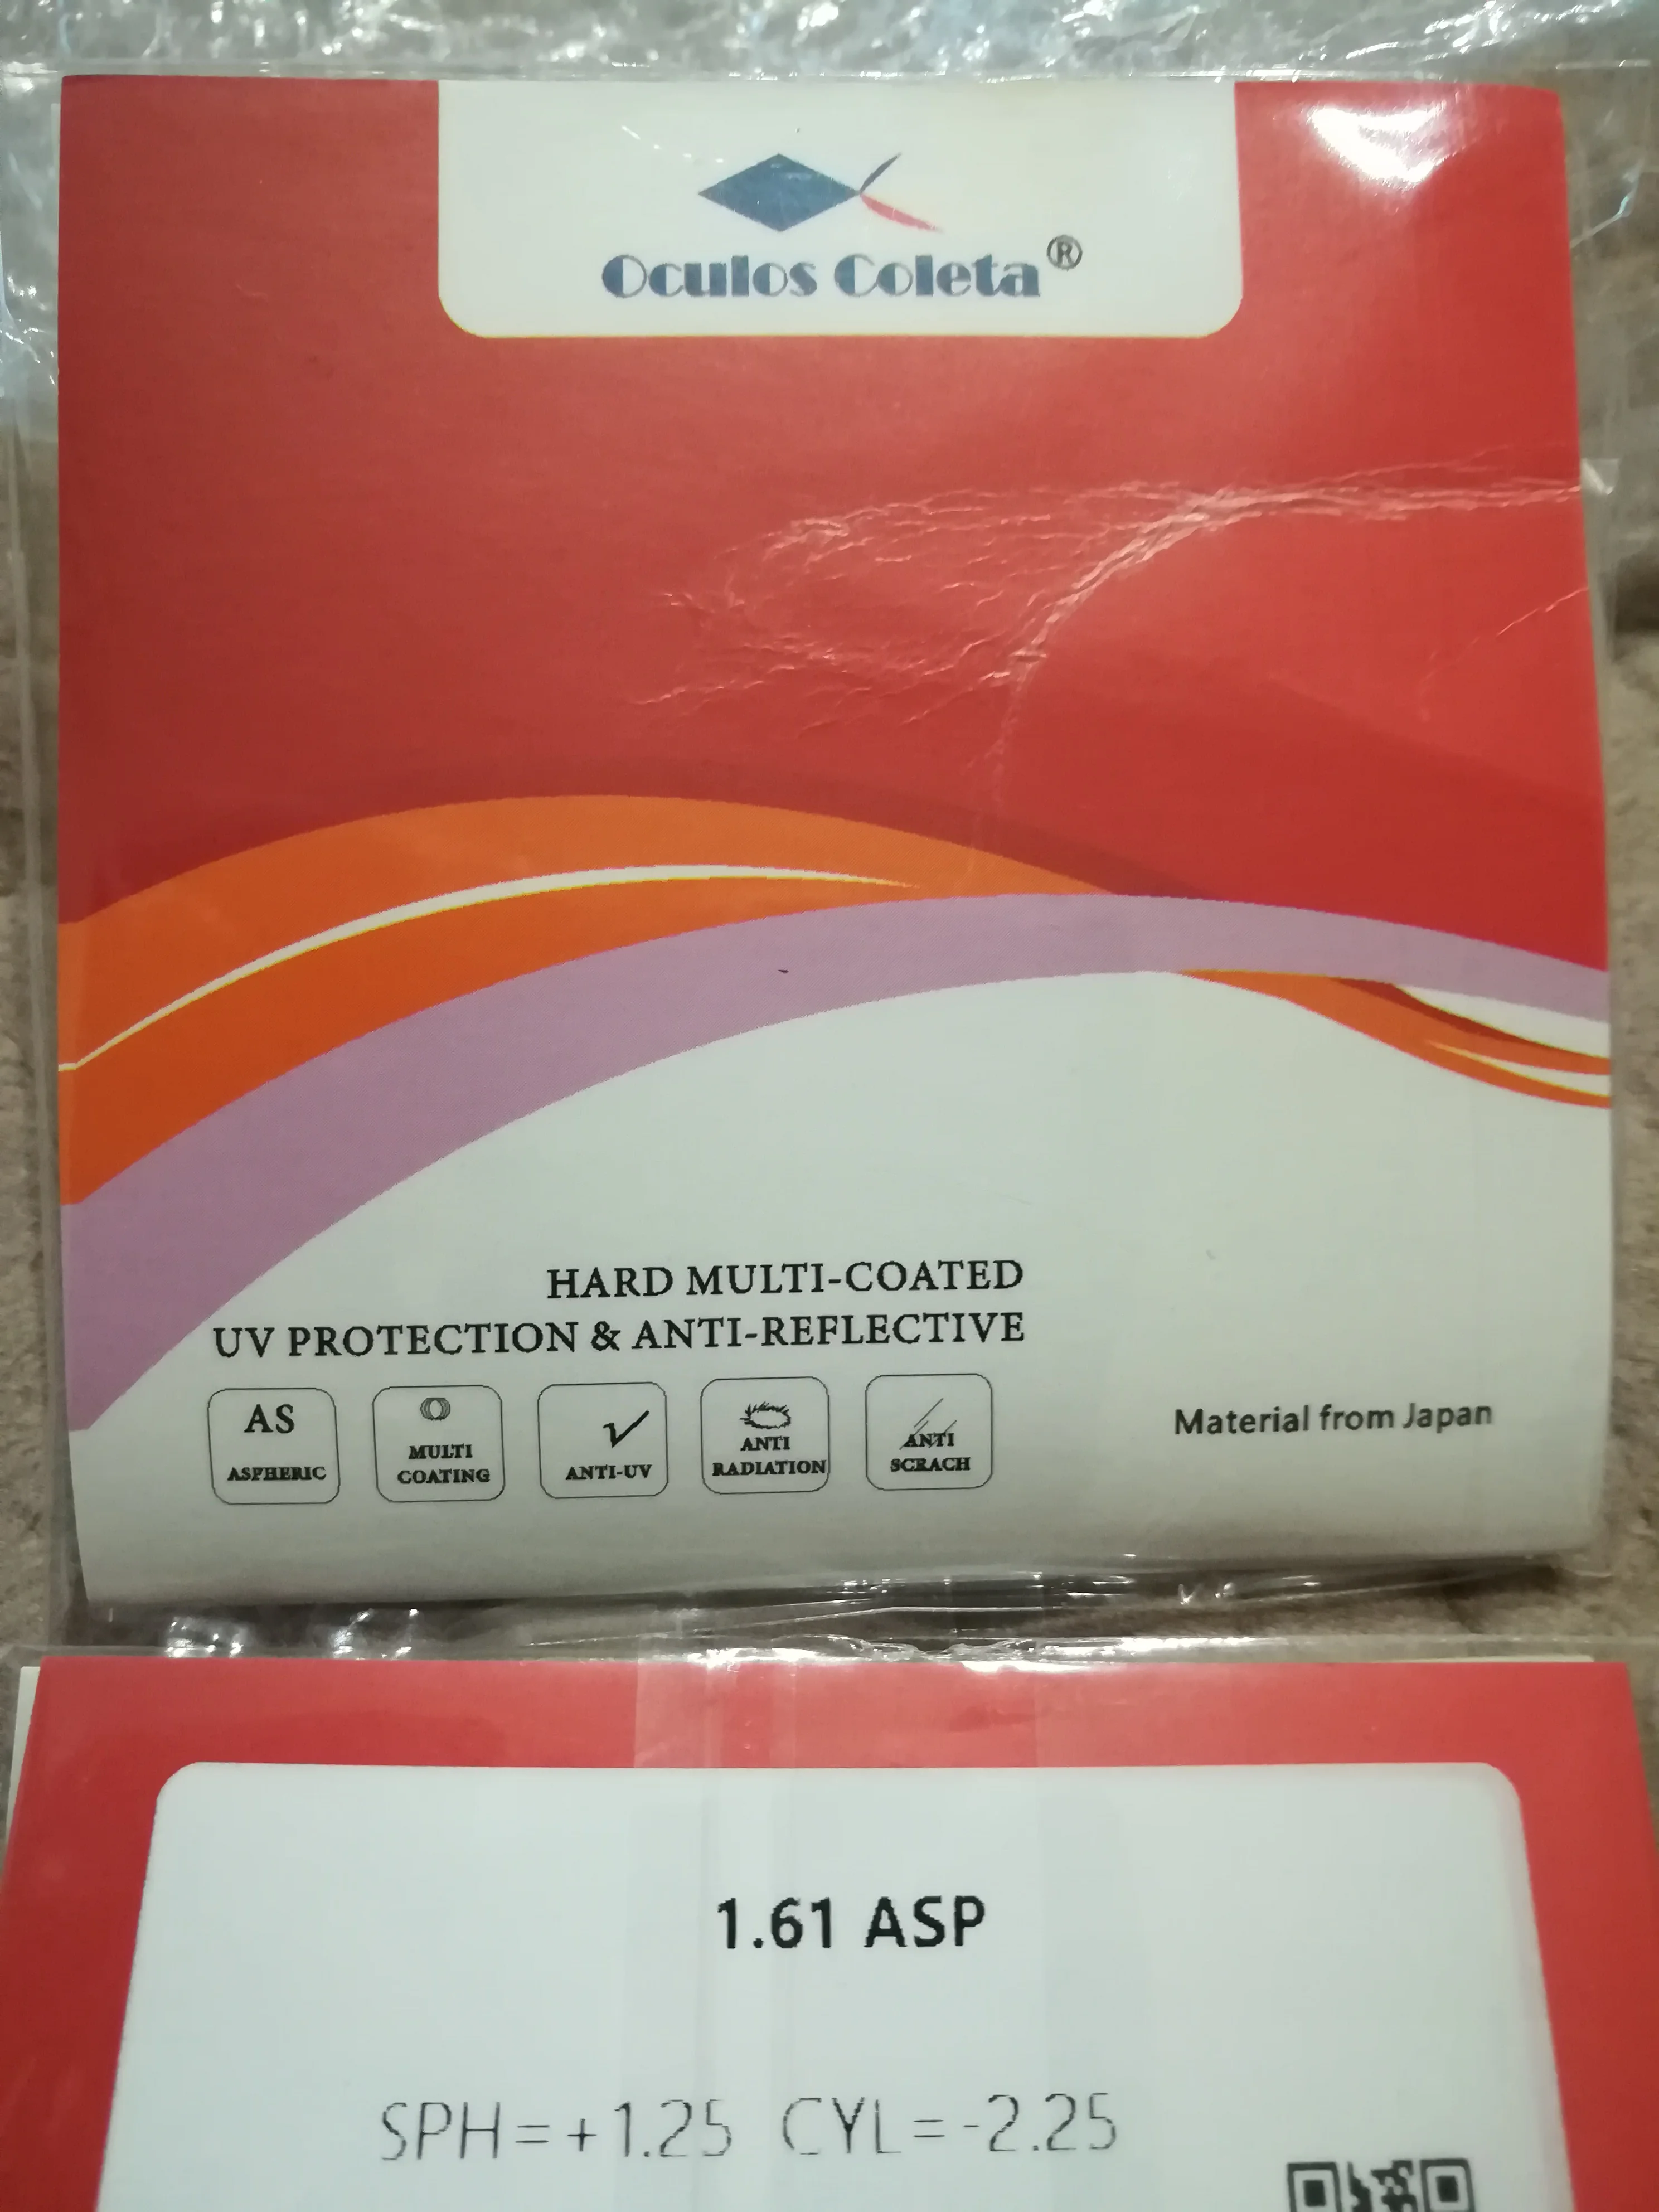 Oculos Coleta®
HARD MULTI-COATED
UV PROTECTION & ANTI-REFLECTIVE
AS
ASPHERIC
MULTI
COATING
ANTI-UV
ANTI
RADIATION
ANTI
SCRACH
Material from Japan
1.61 ASP
SPH=+1.25 CYL=-2.25